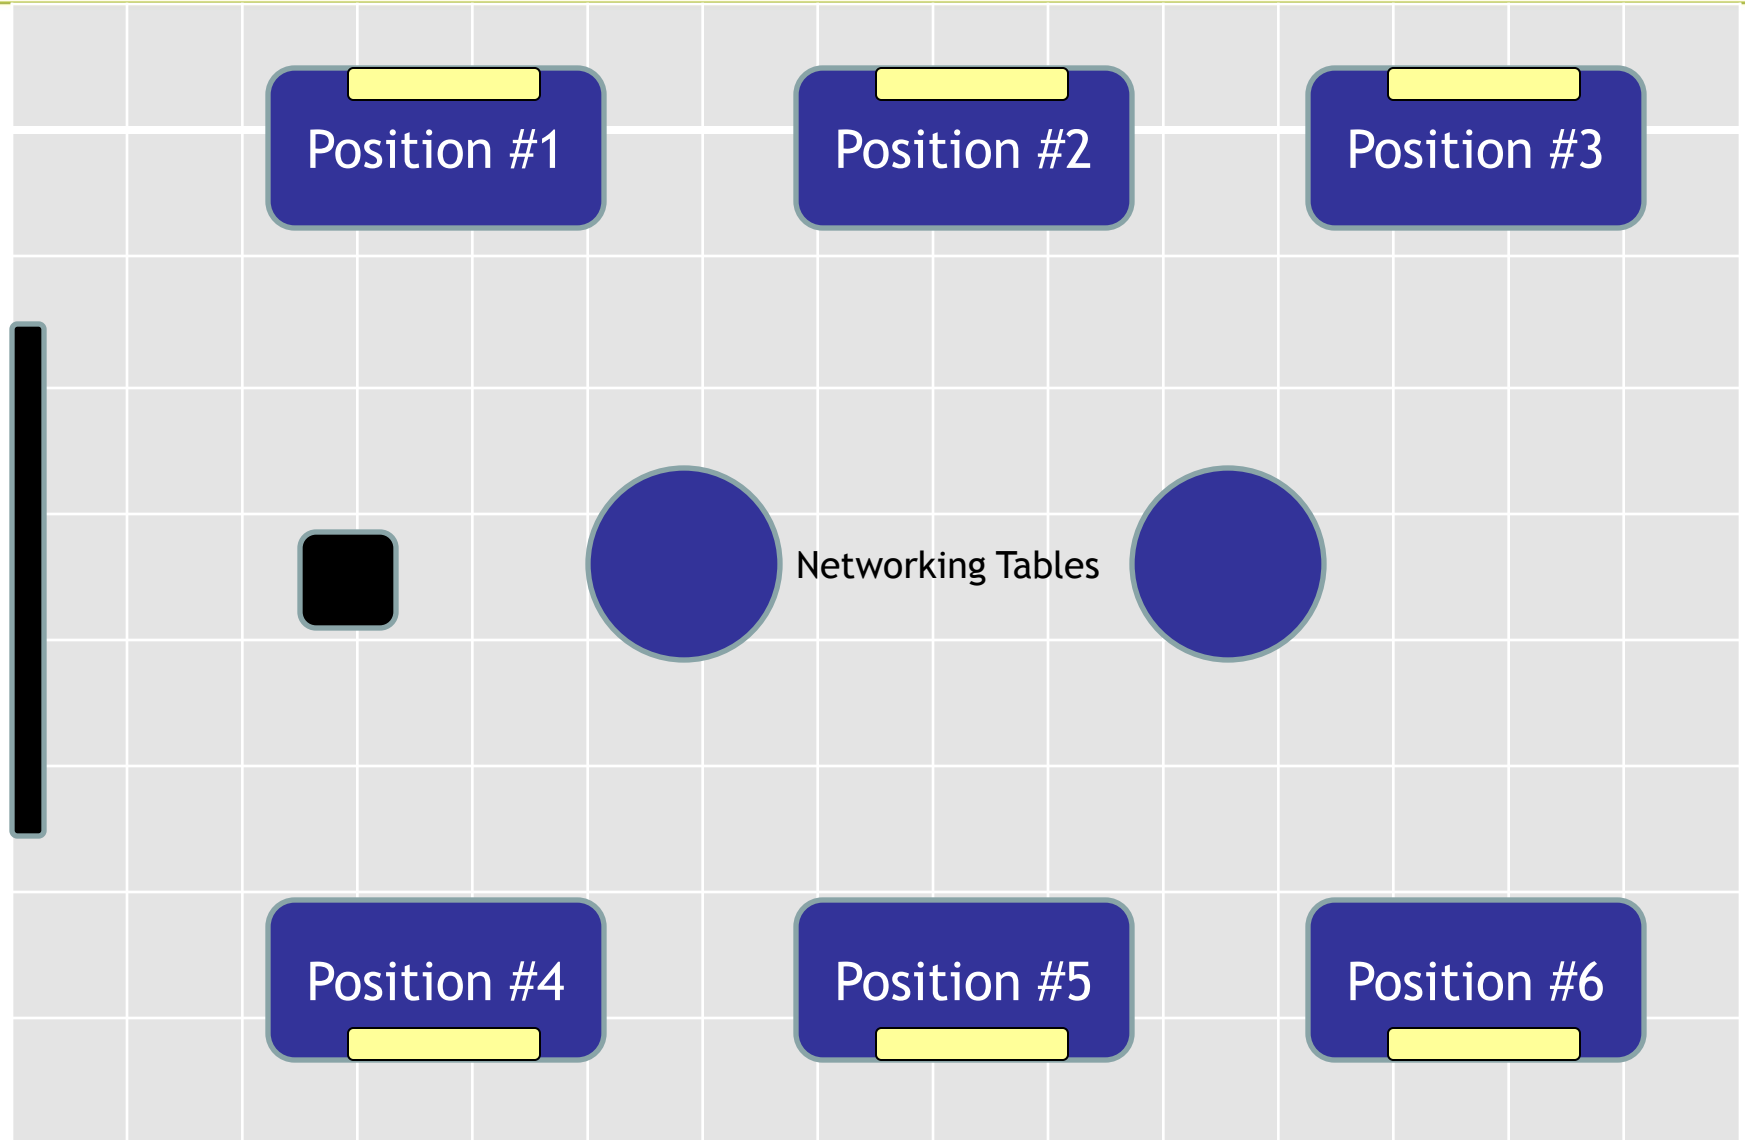 Position #1
Position #2
Position #3
Networking Tables
Position #4
Position #5
Position #6